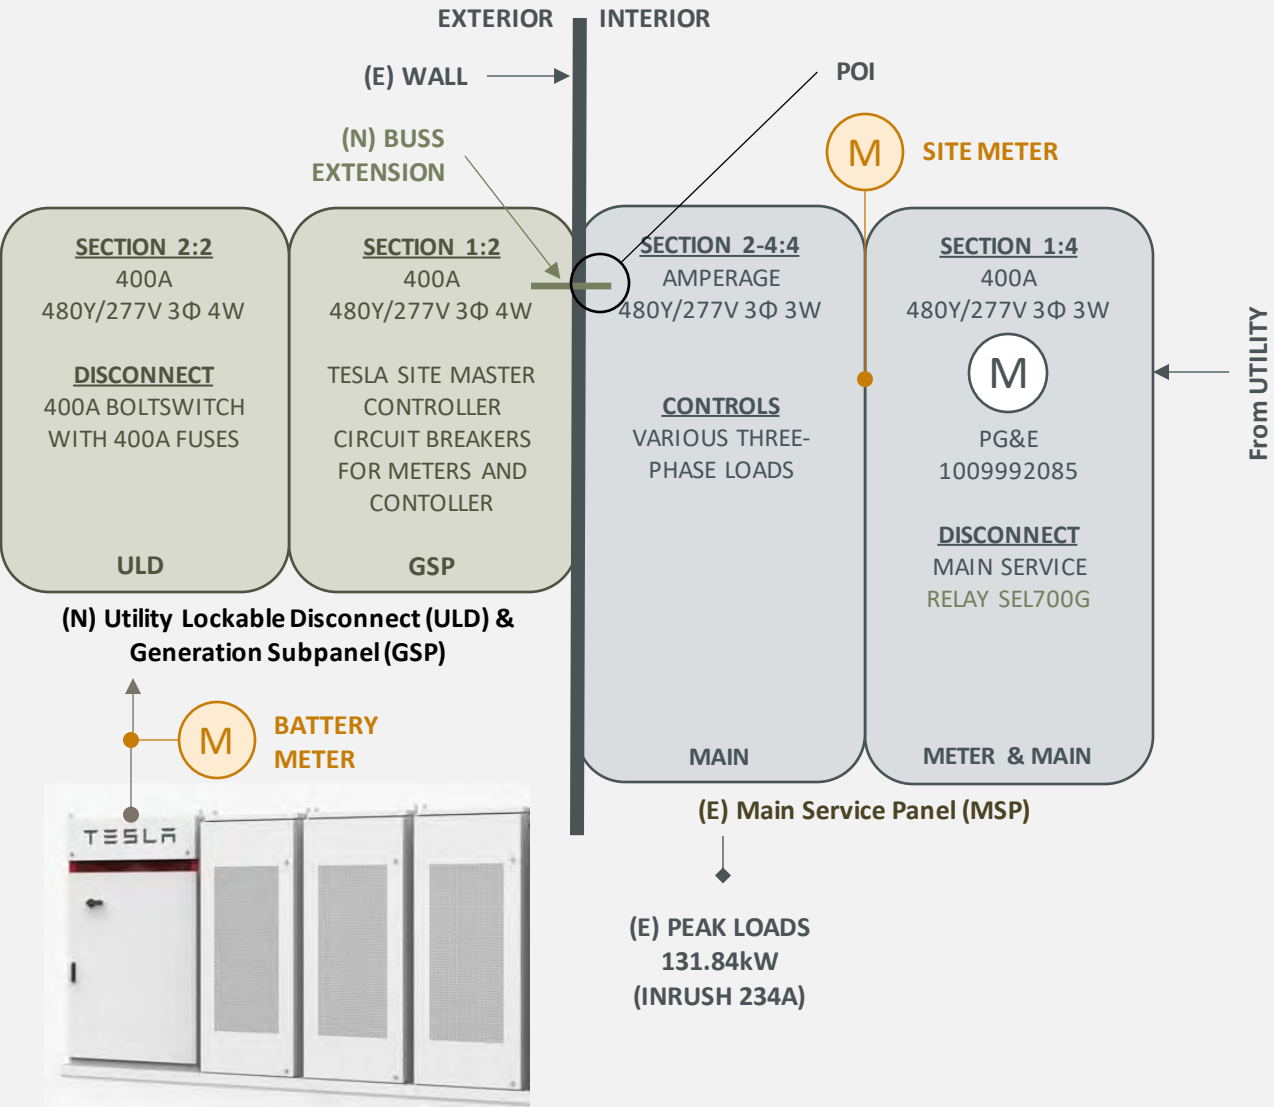 EXTERIOR
INTERIOR
(E) WALL
POI
(N) BUSS
EXTENSION
M
SITE METER
SECTION 2:2
400A
480Y/277V 3Φ 4W
DISCONNECT
400A BOLTSWITCH
WITH 400A FUSES
ULD
SECTION 1:2
400A
480Y/277V 3Φ 4W
TESLA SITE MASTER
CONTROLLER
CIRCUIT BREAKERS
FOR METERS AND
CONTOLLER
GSP
SECTION 2-4:4
AMPERAGE
480Y/277V 3Φ 3W
CONTROLS
VARIOUS THREE-
PHASE LOADS
MAIN
SECTION 1:4
400A
480Y/277V 3Φ 3W
M
PG&E
1009992085
DISCONNECT
MAIN SERVICE
RELAY SEL700G
METER & MAIN
From UTILITY
(N) Utility Lockable Disconnect (ULD) &
Generation Subpanel (GSP)
M
BATTERY
METER
TESLA
(E) Main Service Panel (MSP)
(E) PEAK LOADS
131.84kW
(INRUSH 234A)